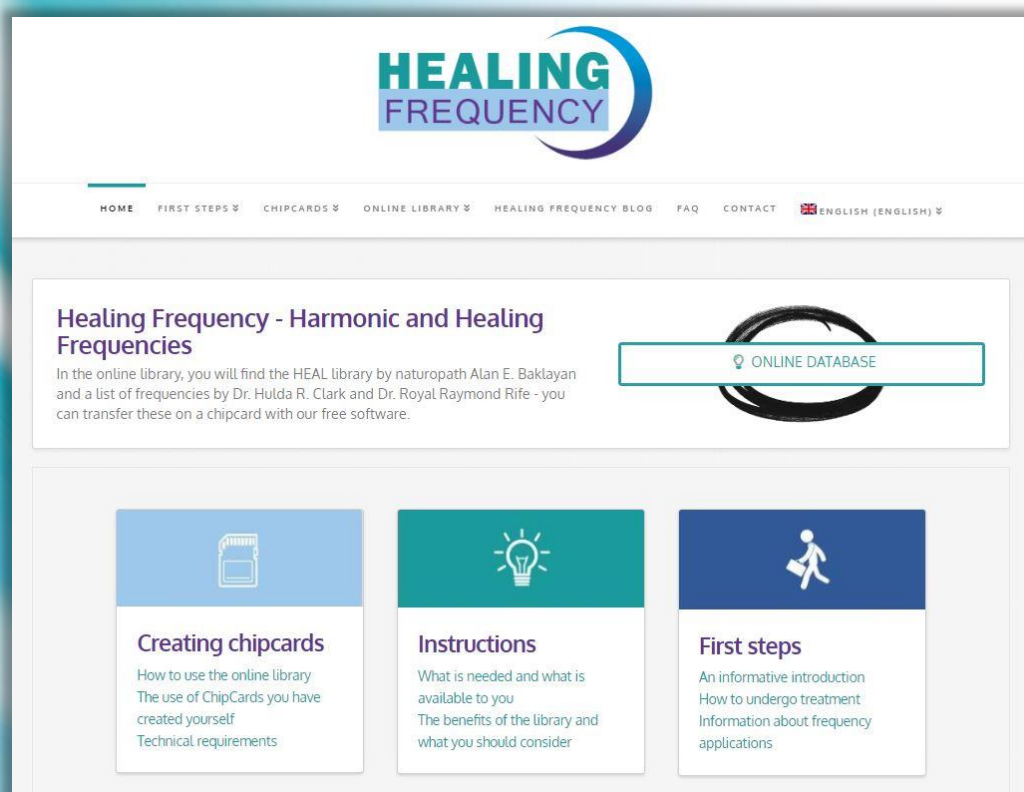 HEALING
FREQUENCY
HOME FIRST STEPS CHIPCARDS ONLINE LIBRARY HEALING FREQUENCY BLOG FAQ CONTACT ENGLISH (ENGLISH)
Healing Frequency - Harmonic and Healing
Frequencies
In the online library, you will find the HEAL library by naturopath Alan E. Baklayan
and a list of frequencies by Dr. Hulda R. Clark and Dr. Royal Raymond Rife - you
can transfer these on a chipcard with our free software.
ONLINE DATABASE
Creating chipcards
How to use the online library
The use of ChipCards you have
created yourself
Technical requirements
Instructions
What is needed and what is
available to you
The benefits of the library and
what you should consider
First steps
An informative introduction
How to undergo treatment
Information about frequency
applications